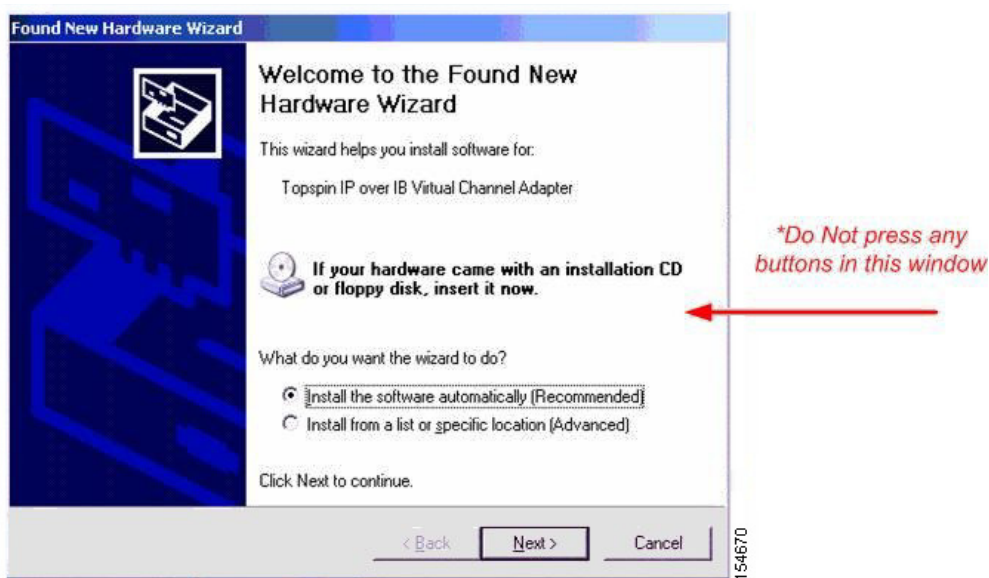 Found New Hardware Wizard
Welcome to the Found New
Hardware Wizard
This wizard helps you install software for:
Topspin IP over IB Virtual Channel Adapter
If your hardware came with an installation CD
or floppy disk, insert it now.
What do you want the wizard to do?
Install the software automatically (Recommended)
Install from a list or specific location (Advanced)
Click Next to continue.
< Back
Next >
Cancel
*Do Not press any
buttons in this window
154670